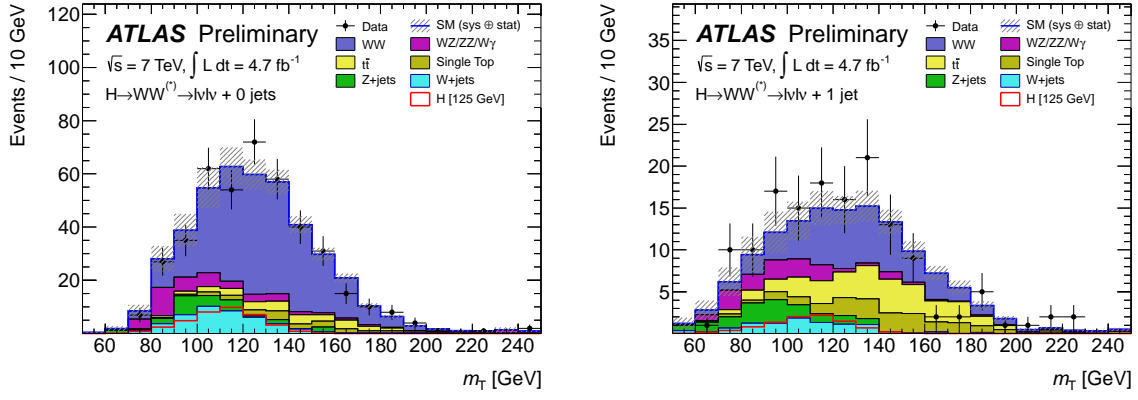 Events / 10 GeV
120
100
80
60
40
20
ATLAS Preliminary
√s = 7 TeV, ∫ L dt = 4.7 fb⁻¹
H→WW⁽*⁾→lνlν + 0 jets
Data
SM (sys ⊕ stat)
WW
WZ/ZZ/Wγ
tt̄
Single Top
Z+jets
W+jets
H [125 GeV]
60 80 100 120 140 160 180 200 220 240
m_T [GeV]
Events / 10 GeV
35
30
25
20
15
10
5
ATLAS Preliminary
√s = 7 TeV, ∫ L dt = 4.7 fb⁻¹
H→WW⁽*⁾→lνlν + 1 jet
Data
SM (sys ⊕ stat)
WW
WZ/ZZ/Wγ
tt̄
Single Top
Z+jets
W+jets
H [125 GeV]
60 80 100 120 140 160 180 200 220 240
m_T [GeV]